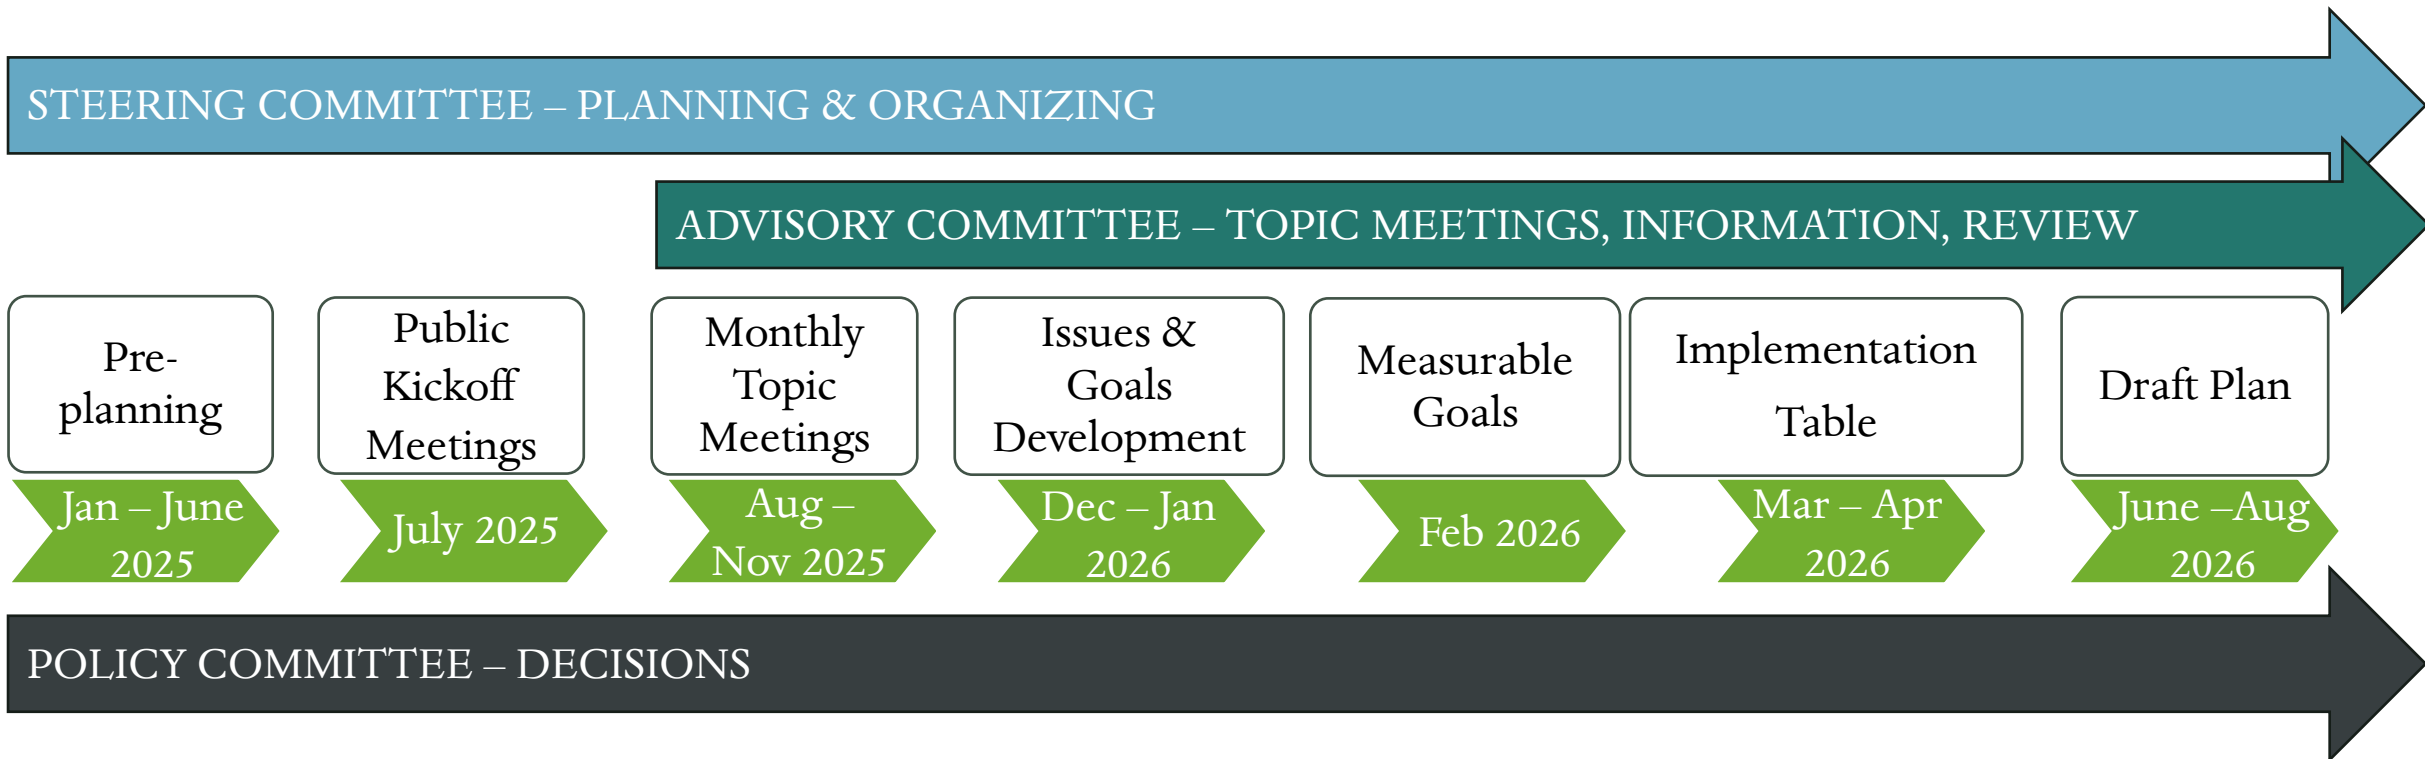 STEERING COMMITTEE – PLANNING & ORGANIZING
ADVISORY COMMITTEE – TOPIC MEETINGS, INFORMATION, REVIEW
Pre-
planning
Public
Kickoff
Meetings
Monthly
Topic
Meetings
Issues &
Goals
Development
Measurable
Goals
Implementation
Table
Draft Plan
Jan – June
2025
July 2025
Aug –
Nov 2025
Dec – Jan
2026
Feb 2026
Mar – Apr
2026
June –Aug
2026
POLICY COMMITTEE – DECISIONS